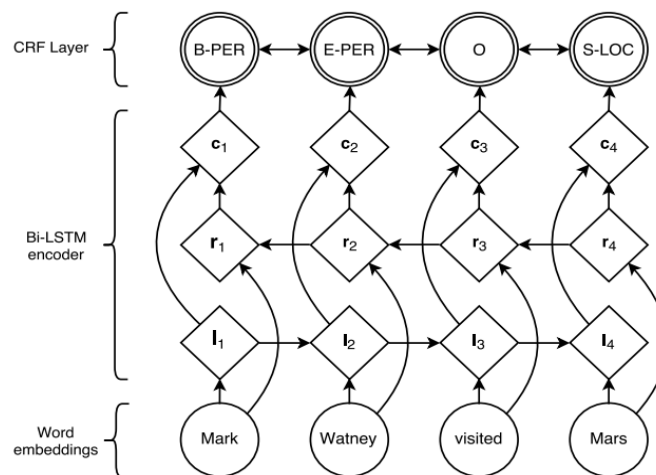 CRF Layer
B-PER E-PER O S-LOC
c1 c2 c3 c4
Bi-LSTM
encoder
r1 r2 r3 r4
l1 l2 l3 l4
Word
embeddings
Mark Watney visited Mars